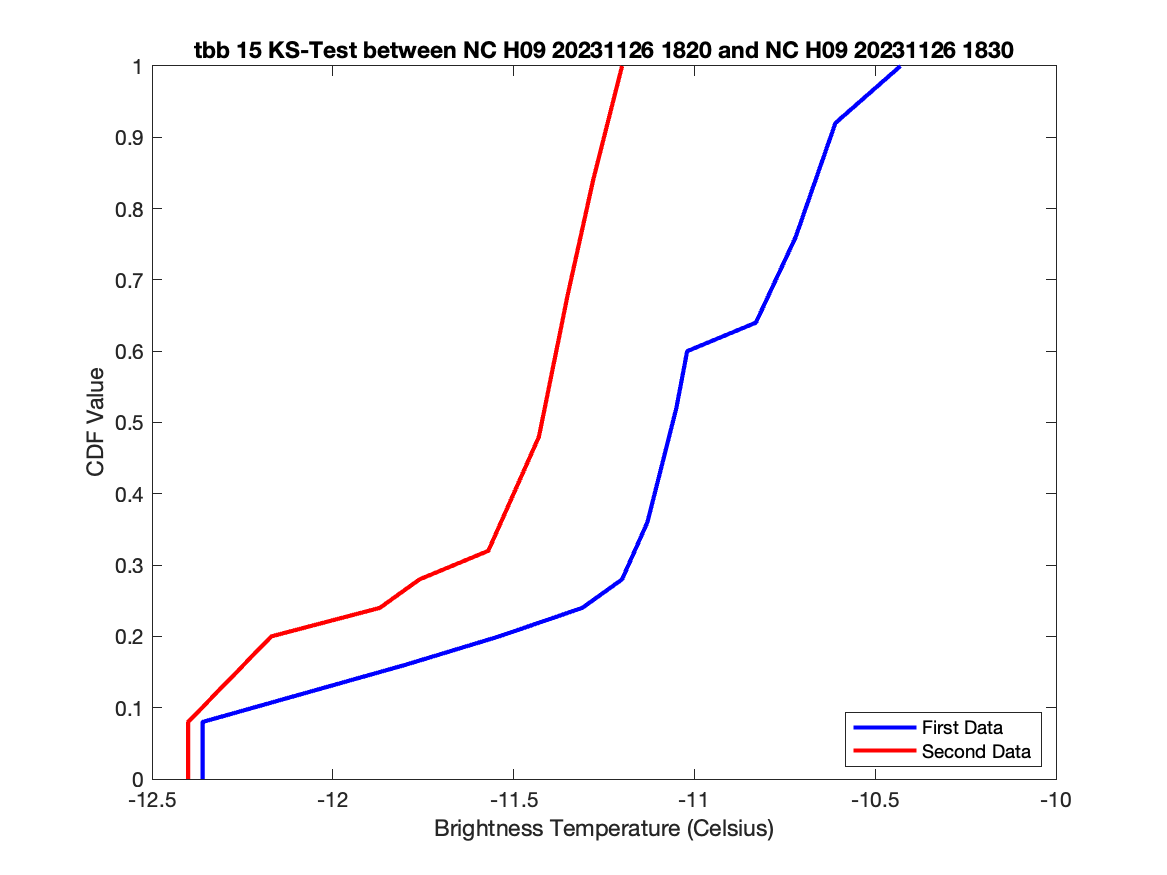 tbb 15 KS-Test between NC H09 20231126 1820 and NC H09 20231126 1830
1
0.9
0.8
0.7
0.6
0.5
0.4
0.3
0.2
0.1
0
CDF Value
First Data
Second Data
-12.5 -12 -11.5 -11 -10.5 -10
Brightness Temperature (Celsius)